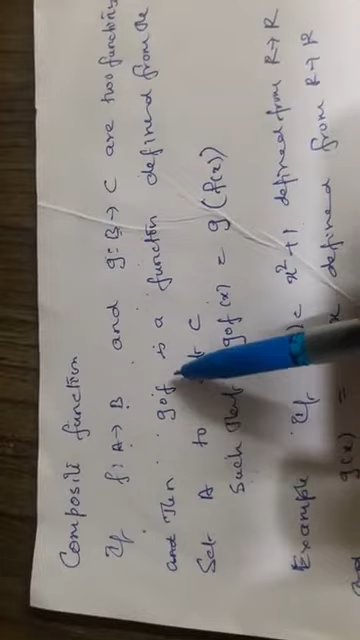 Composite function
If f: A → B and g: B → C are two functions
and Then gof is a function defined from the
Set A to C
Such that gof(x) = g(f(x))
Example If x²+1 defined from R→R
and g(x) = x defined from R→R